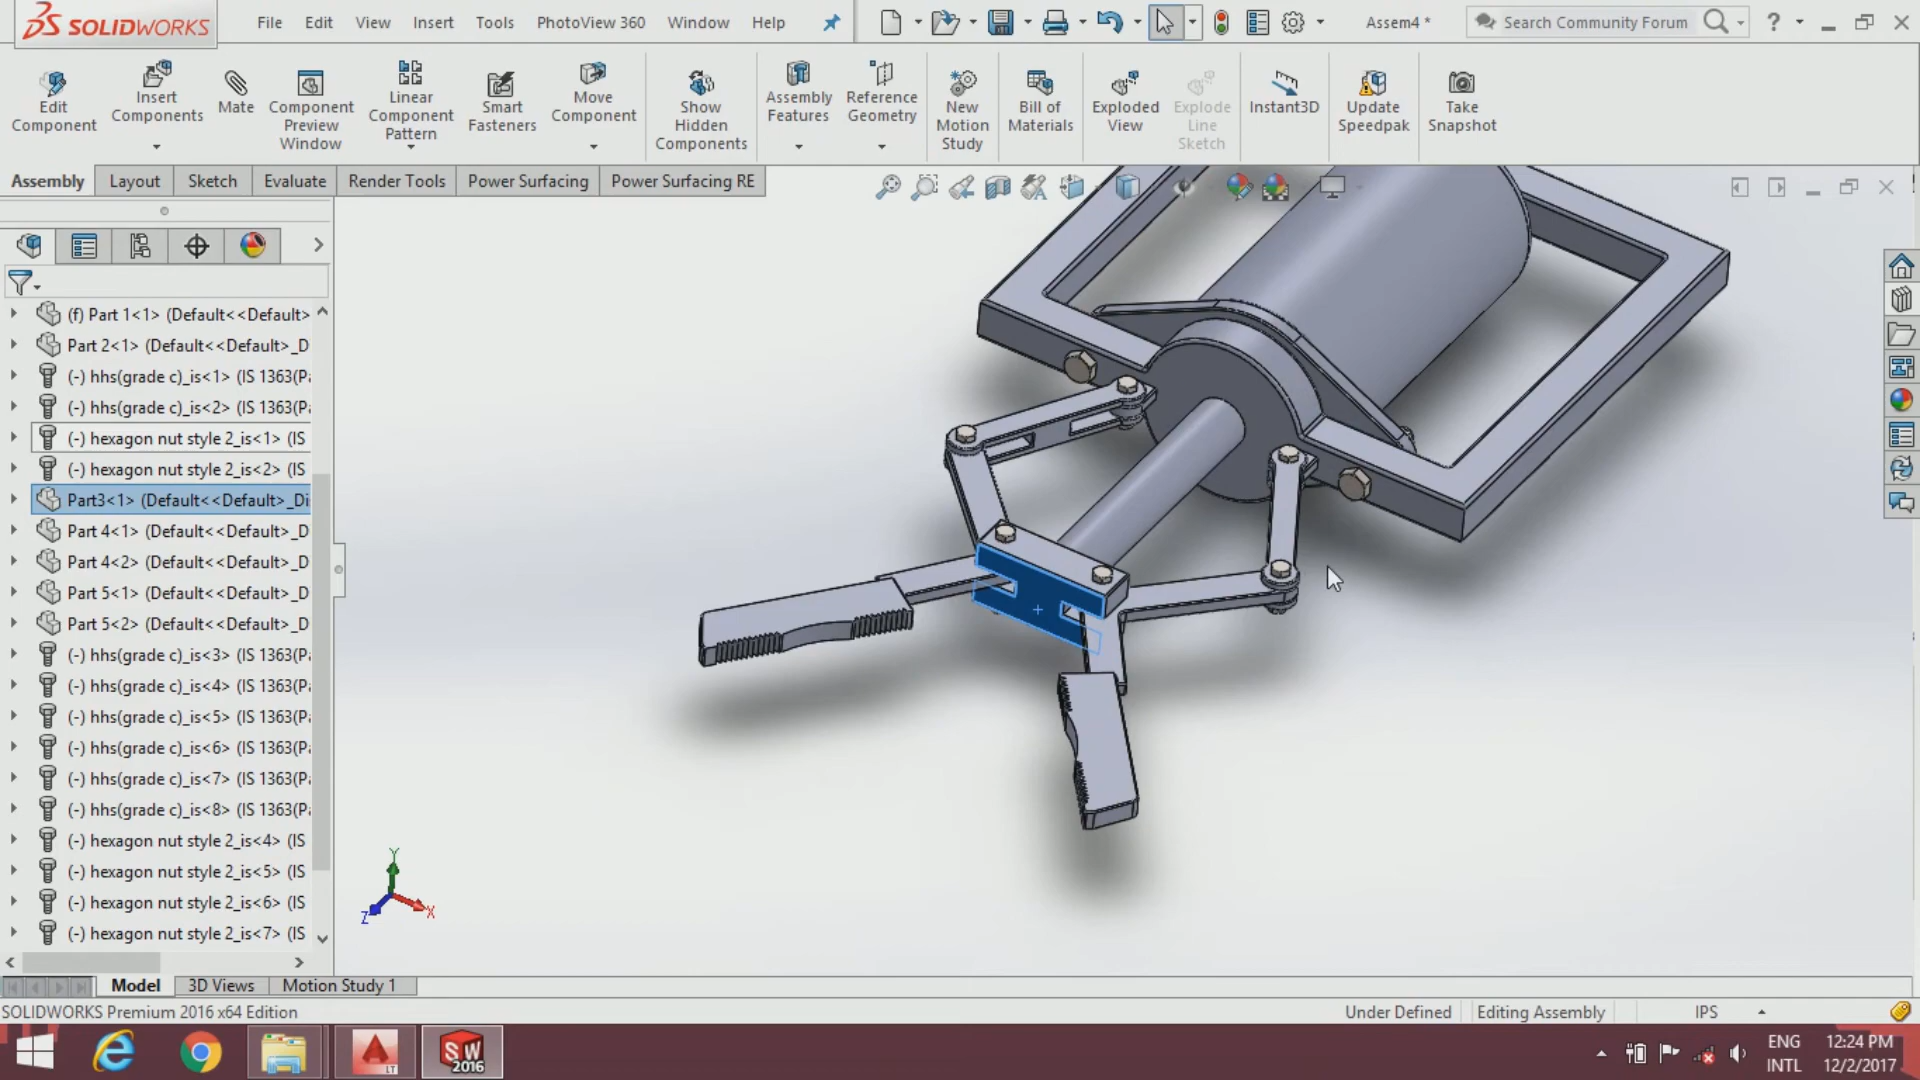 SOLIDWORKS
File Edit View Insert Tools PhotoView 360 Window Help
Assem4 *
Search Community Forum
?
Edit Component
Insert Components
Mate
Component Preview Window
Linear Component Pattern
Smart Fasteners
Move Component
Show Hidden Components
Assembly Features
Reference Geometry
New Motion Study
Bill of Materials
Exploded View
Explode Line Sketch
Instant3D
Update Speedpak
Take Snapshot
Assembly Layout Sketch Evaluate Render Tools Power Surfacing Power Surfacing RE
(f) Part 1<1> (Default<<Default>
Part 2<1> (Default<<Default>_D
(-) hhs(grade c)_is<1> (IS 1363(Pa
(-) hhs(grade c)_is<2> (IS 1363(Pa
(-) hexagon nut style 2_is<1> (IS
(-) hexagon nut style 2_is<2> (IS
Part3<1> (Default<<Default>_Di
Part 4<1> (Default<<Default>_D
Part 4<2> (Default<<Default>_D
Part 5<1> (Default<<Default>_D
Part 5<2> (Default<<Default>_D
(-) hhs(grade c)_is<3> (IS 1363(Pa
(-) hhs(grade c)_is<4> (IS 1363(Pa
(-) hhs(grade c)_is<5> (IS 1363(Pa
(-) hhs(grade c)_is<6> (IS 1363(Pa
(-) hhs(grade c)_is<7> (IS 1363(Pa
(-) hhs(grade c)_is<8> (IS 1363(Pa
(-) hexagon nut style 2_is<4> (IS
(-) hexagon nut style 2_is<5> (IS
(-) hexagon nut style 2_is<6> (IS
(-) hexagon nut style 2_is<7> (IS
Y
X
Z
Model 3D Views Motion Study 1
SOLIDWORKS Premium 2016 x64 Edition
Under Defined Editing Assembly IPS
LT
SW 2016
ENG INTL
12:24 PM
12/2/2017